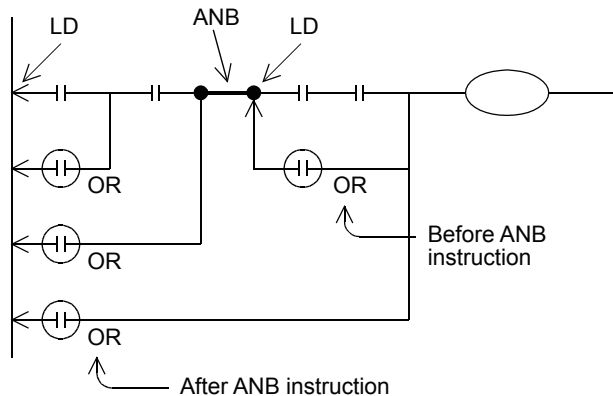 LD
ANB
LD
OR
OR
OR
Before ANB
instruction
OR
After ANB instruction